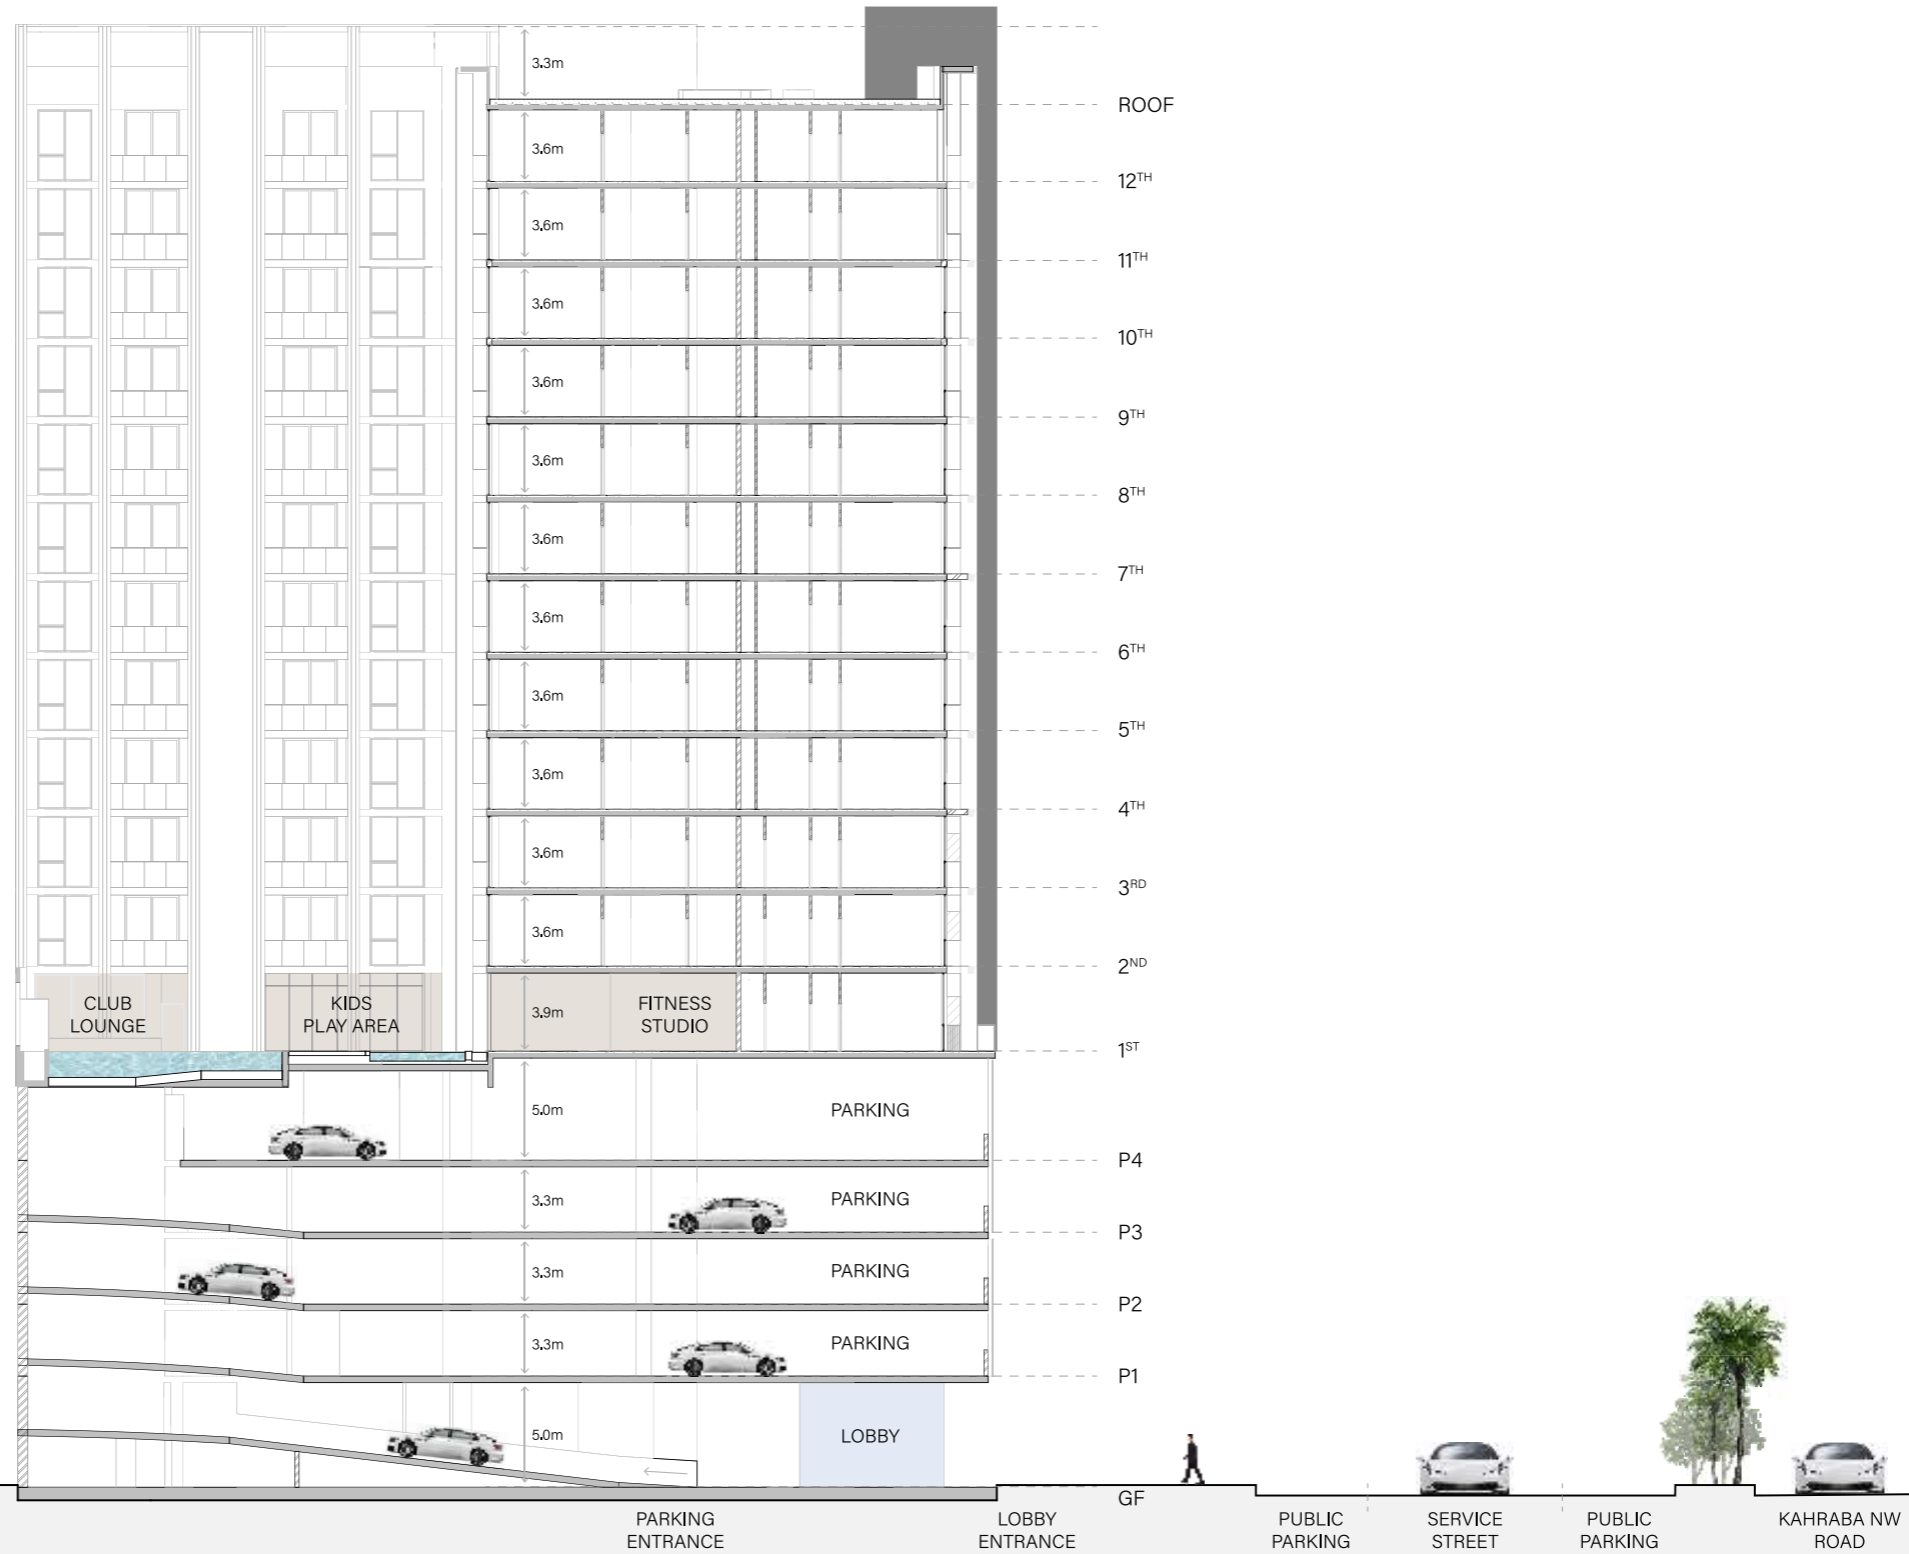 3.3m
ROOF
3.6m
12TH
3.6m
11TH
3.6m
10TH
3.6m
9TH
3.6m
8TH
3.6m
7TH
3.6m
6TH
3.6m
5TH
3.6m
4TH
3.6m
3RD
3.6m
2ND
CLUB
LOUNGE
KIDS
PLAY AREA
3.9m
FITNESS
STUDIO
1ST
5.0m
PARKING
P4
3.3m
PARKING
P3
3.3m
PARKING
P2
3.3m
PARKING
P1
5.0m
LOBBY
GF
PARKING
ENTRANCE
LOBBY
ENTRANCE
PUBLIC
PARKING
SERVICE
STREET
PUBLIC
PARKING
KAHRABA NW
ROAD